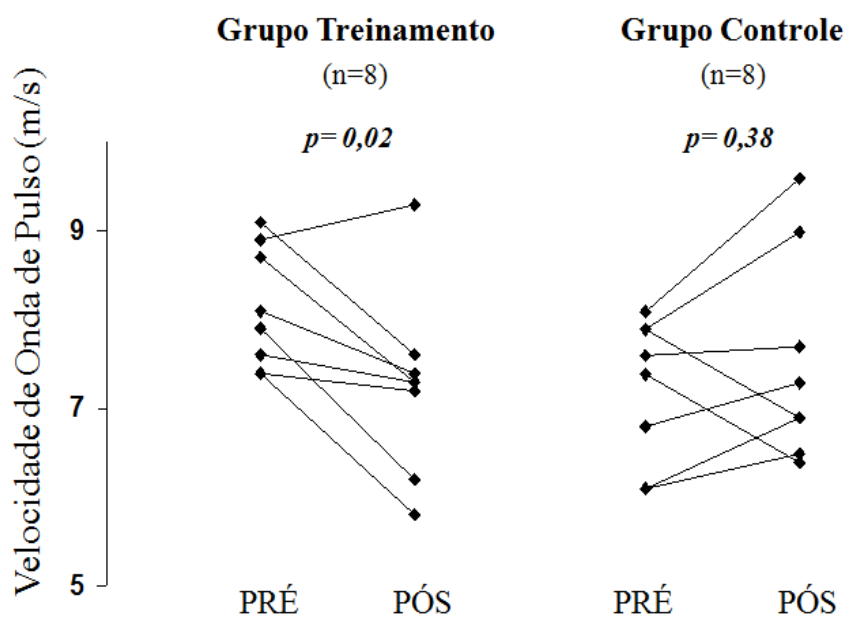 Grupo Treinamento
(n=8)
p= 0,02
Grupo Controle
(n=8)
p= 0,38
Velocidade de Onda de Pulso (m/s)
9
7
5
PRÉ
PÓS
PRÉ
PÓS